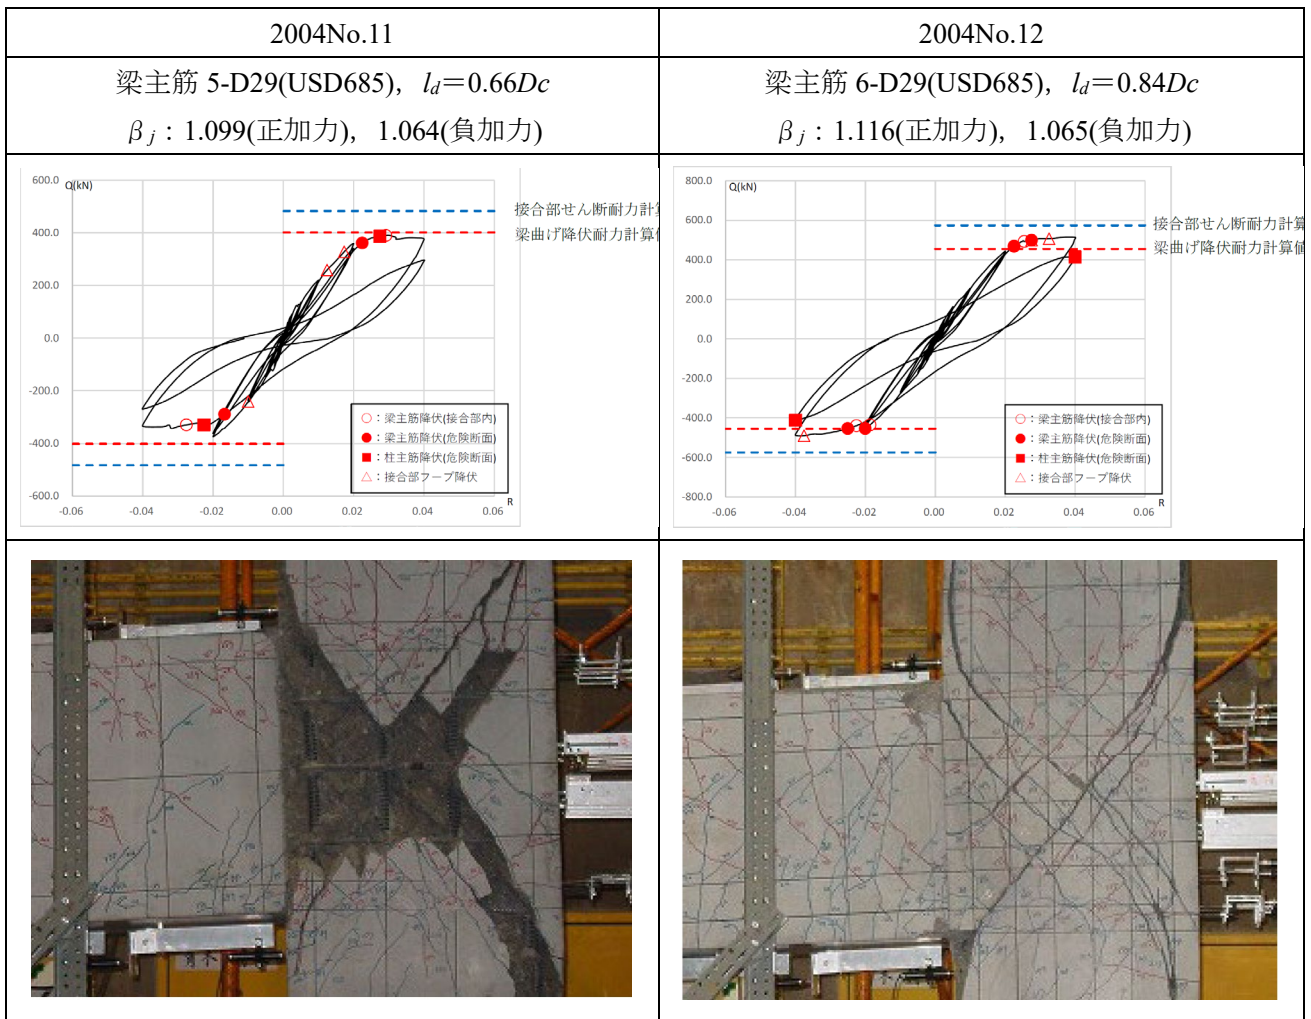 2004No.11
2004No.12
梁主筋 5-D29(USD685)，ld＝0.66Dc
βj：1.099(正加力)，1.064(負加力)
梁主筋 6-D29(USD685)，ld＝0.84Dc
βj：1.116(正加力)，1.065(負加力)
Q(kN)
600.0
400.0
200.0
0.0
-200.0
-400.0
-600.0
-0.06
-0.04
-0.02
0.00
0.02
0.04
0.06
R
接合部せん断耐力計算
梁曲げ降伏耐力計算値
○：梁主筋降伏(接合部内)
●：梁主筋降伏(危険断面)
■：柱主筋降伏(危険断面)
△：接合部フープ降伏
Q(kN)
800.0
600.0
400.0
200.0
0.0
-200.0
-400.0
-600.0
-800.0
-0.06
-0.04
-0.02
0.00
0.02
0.04
0.06
R
接合部せん断耐力計算
梁曲げ降伏耐力計算値
○：梁主筋降伏(接合部内)
●：梁主筋降伏(危険断面)
■：柱主筋降伏(危険断面)
△：接合部フープ降伏